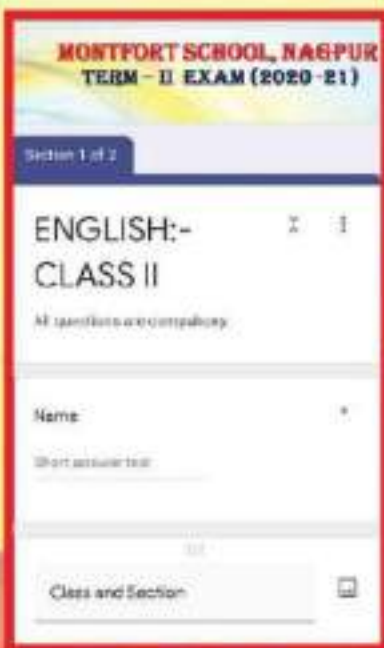 MONTFORT SCHOOL, NAGPUR
TERM - II EXAM (2020-21)
Section 1 of 2
ENGLISH:-
CLASS II
All questions are compulsory
Name *
Short answer text
Class and Section